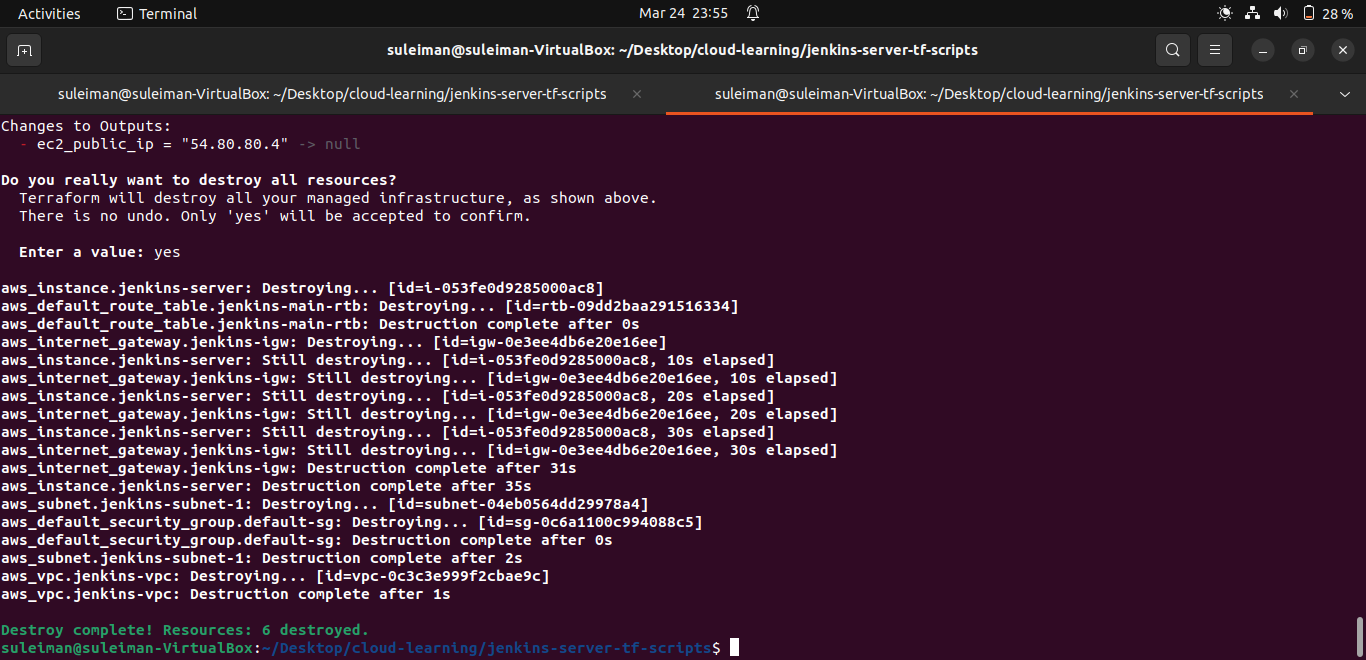 Activities Terminal Mar 24 23:55 28 %
suleiman@suleiman-VirtualBox: ~/Desktop/cloud-learning/jenkins-server-tf-scripts
suleiman@suleiman-VirtualBox: ~/Desktop/cloud-learning/jenkins-server-tf-scripts × suleiman@suleiman-VirtualBox: ~/Desktop/cloud-learning/jenkins-server-tf-scripts ×
Changes to Outputs:
  - ec2_public_ip = "54.80.80.4" -> null
Do you really want to destroy all resources?
  Terraform will destroy all your managed infrastructure, as shown above.
  There is no undo. Only 'yes' will be accepted to confirm.
  Enter a value: yes
aws_instance.jenkins-server: Destroying... [id=i-053fe0d9285000ac8]
aws_default_route_table.jenkins-main-rtb: Destroying... [id=rtb-09dd2baa291516334]
aws_default_route_table.jenkins-main-rtb: Destruction complete after 0s
aws_internet_gateway.jenkins-igw: Destroying... [id=igw-0e3ee4db6e20e16ee]
aws_instance.jenkins-server: Still destroying... [id=i-053fe0d9285000ac8, 10s elapsed]
aws_internet_gateway.jenkins-igw: Still destroying... [id=igw-0e3ee4db6e20e16ee, 10s elapsed]
aws_instance.jenkins-server: Still destroying... [id=i-053fe0d9285000ac8, 20s elapsed]
aws_internet_gateway.jenkins-igw: Still destroying... [id=igw-0e3ee4db6e20e16ee, 20s elapsed]
aws_instance.jenkins-server: Still destroying... [id=i-053fe0d9285000ac8, 30s elapsed]
aws_internet_gateway.jenkins-igw: Still destroying... [id=igw-0e3ee4db6e20e16ee, 30s elapsed]
aws_internet_gateway.jenkins-igw: Destruction complete after 31s
aws_instance.jenkins-server: Destruction complete after 35s
aws_subnet.jenkins-subnet-1: Destroying... [id=subnet-04eb0564dd29978a4]
aws_default_security_group.default-sg: Destroying... [id=sg-0c6a1100c994088c5]
aws_default_security_group.default-sg: Destruction complete after 0s
aws_subnet.jenkins-subnet-1: Destruction complete after 2s
aws_vpc.jenkins-vpc: Destroying... [id=vpc-0c3c3e999f2cbae9c]
aws_vpc.jenkins-vpc: Destruction complete after 1s
Destroy complete! Resources: 6 destroyed.
suleiman@suleiman-VirtualBox:~/Desktop/cloud-learning/jenkins-server-tf-scripts$